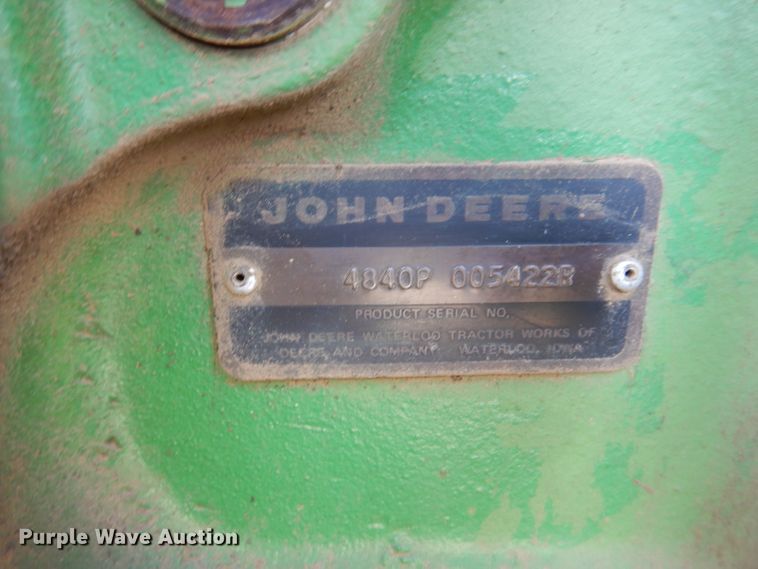 JOHN DEERE
4840P 005422R
PRODUCT SERIAL NO.
JOHN DEERE WATERLOO TRACTOR WORKS OF
DEERE AND COMPANY WATERLOO, IOWA
Purple Wave Auction